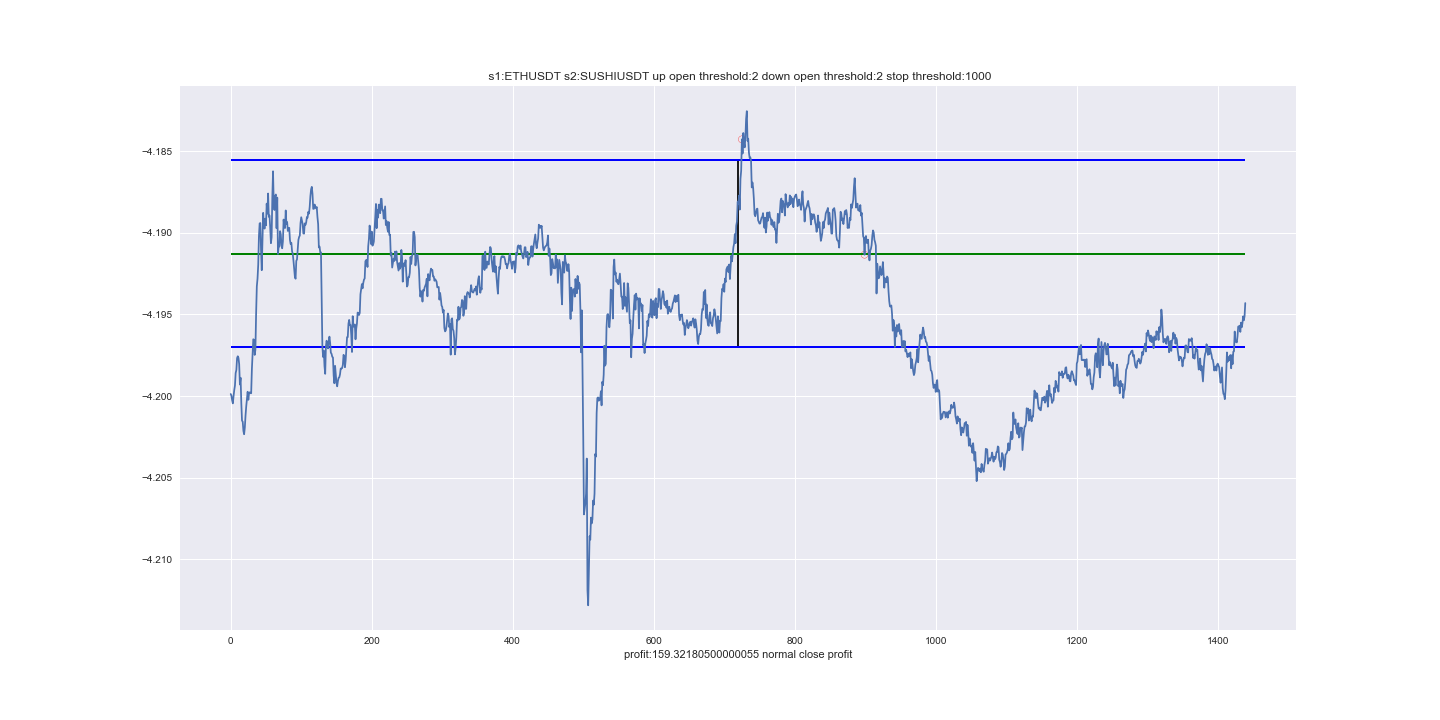 s1:ETHUSDT s2:SUSHIUSDT up open threshold:2 down open threshold:2 stop threshold:1000
−4.185
−4.190
−4.195
−4.200
−4.205
−4.210
0 200 400 600 800 1000 1200 1400
profit:159.32180500000055 normal close profit